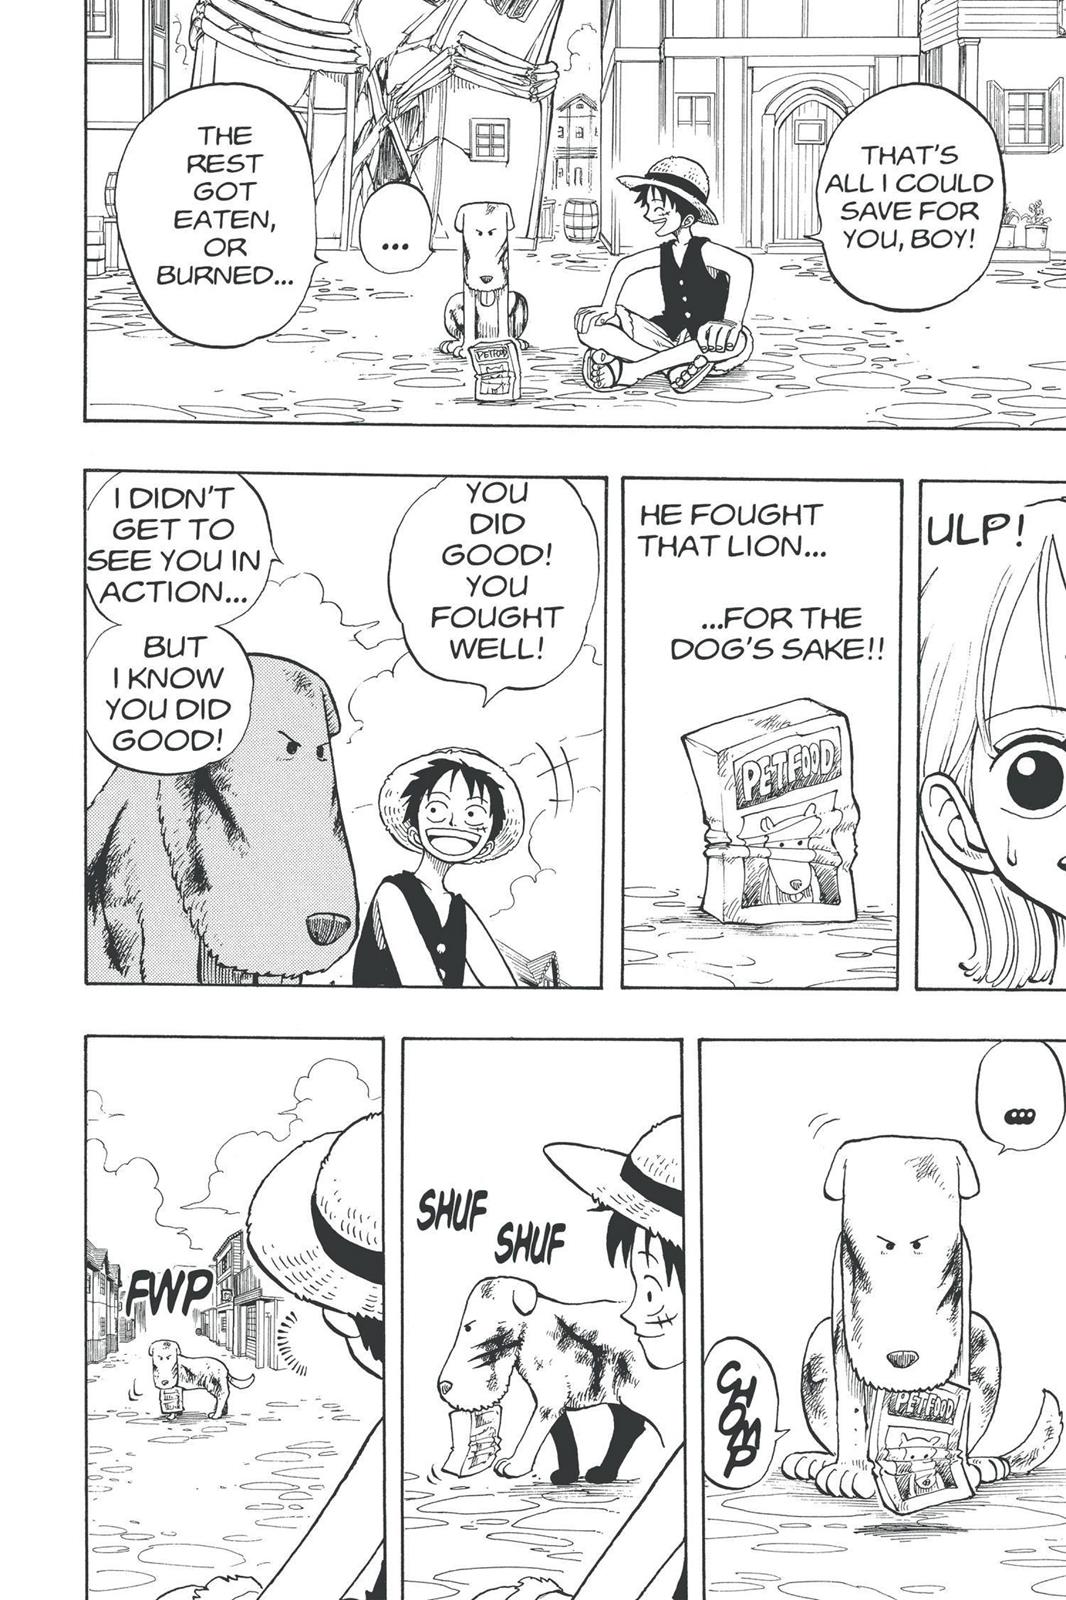 THAT'S
ALL I COULD
SAVE FOR
YOU, BOY!
...
THE
REST
GOT
EATEN,
OR
BURNED...
PETFOOD
ULP!
HE FOUGHT
THAT LION...
...FOR THE
DOG'S SAKE!!
PETFOOD
YOU
DID
GOOD!
YOU
FOUGHT
WELL!
I DIDN'T
GET TO
SEE YOU IN
ACTION...
BUT
I KNOW
YOU DID
GOOD!
...
CHOMP
PETFOOD
SHUF
SHUF
FWP